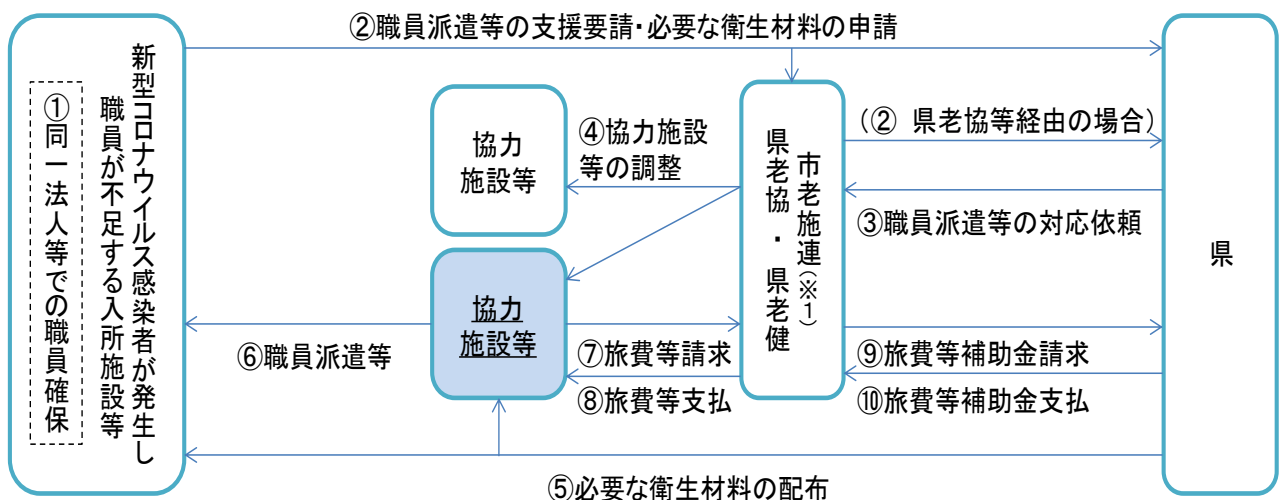 ②職員派遣等の支援要請・必要な衛生材料の申請
新型コロナウイルス感染者が発生し
職員が不足する入所施設等
①同一法人等での職員確保
協力
施設等
④協力施設
等の調整
市老施連(※1)
県老協・県老健
(② 県老協等経由の場合)
③職員派遣等の対応依頼
県
協力
施設等
⑥職員派遣等
⑦旅費等請求
⑧旅費等支払
⑨旅費等補助金請求
⑩旅費等補助金支払
⑤必要な衛生材料の配布